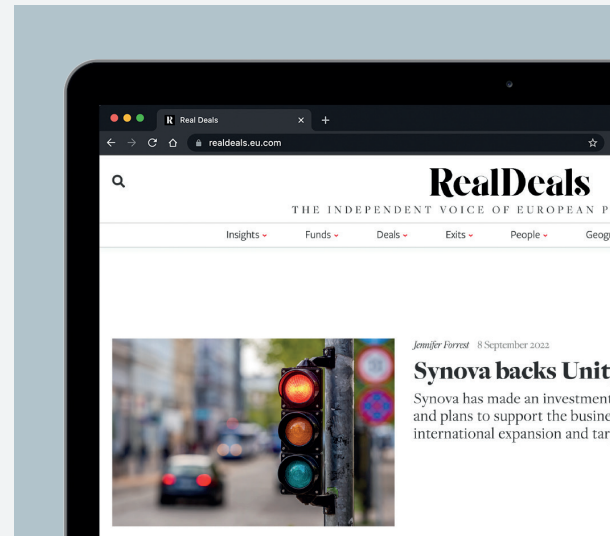 Real Deals
realdeals.eu.com
RealDeals
THE INDEPENDENT VOICE OF EUROPEAN P
Insights
Funds
Deals
Exits
People
Geogr
Jennifer Forrest 8 September 2022
Synova backs Unit
Synova has made an investment
and plans to support the busine
international expansion and tar